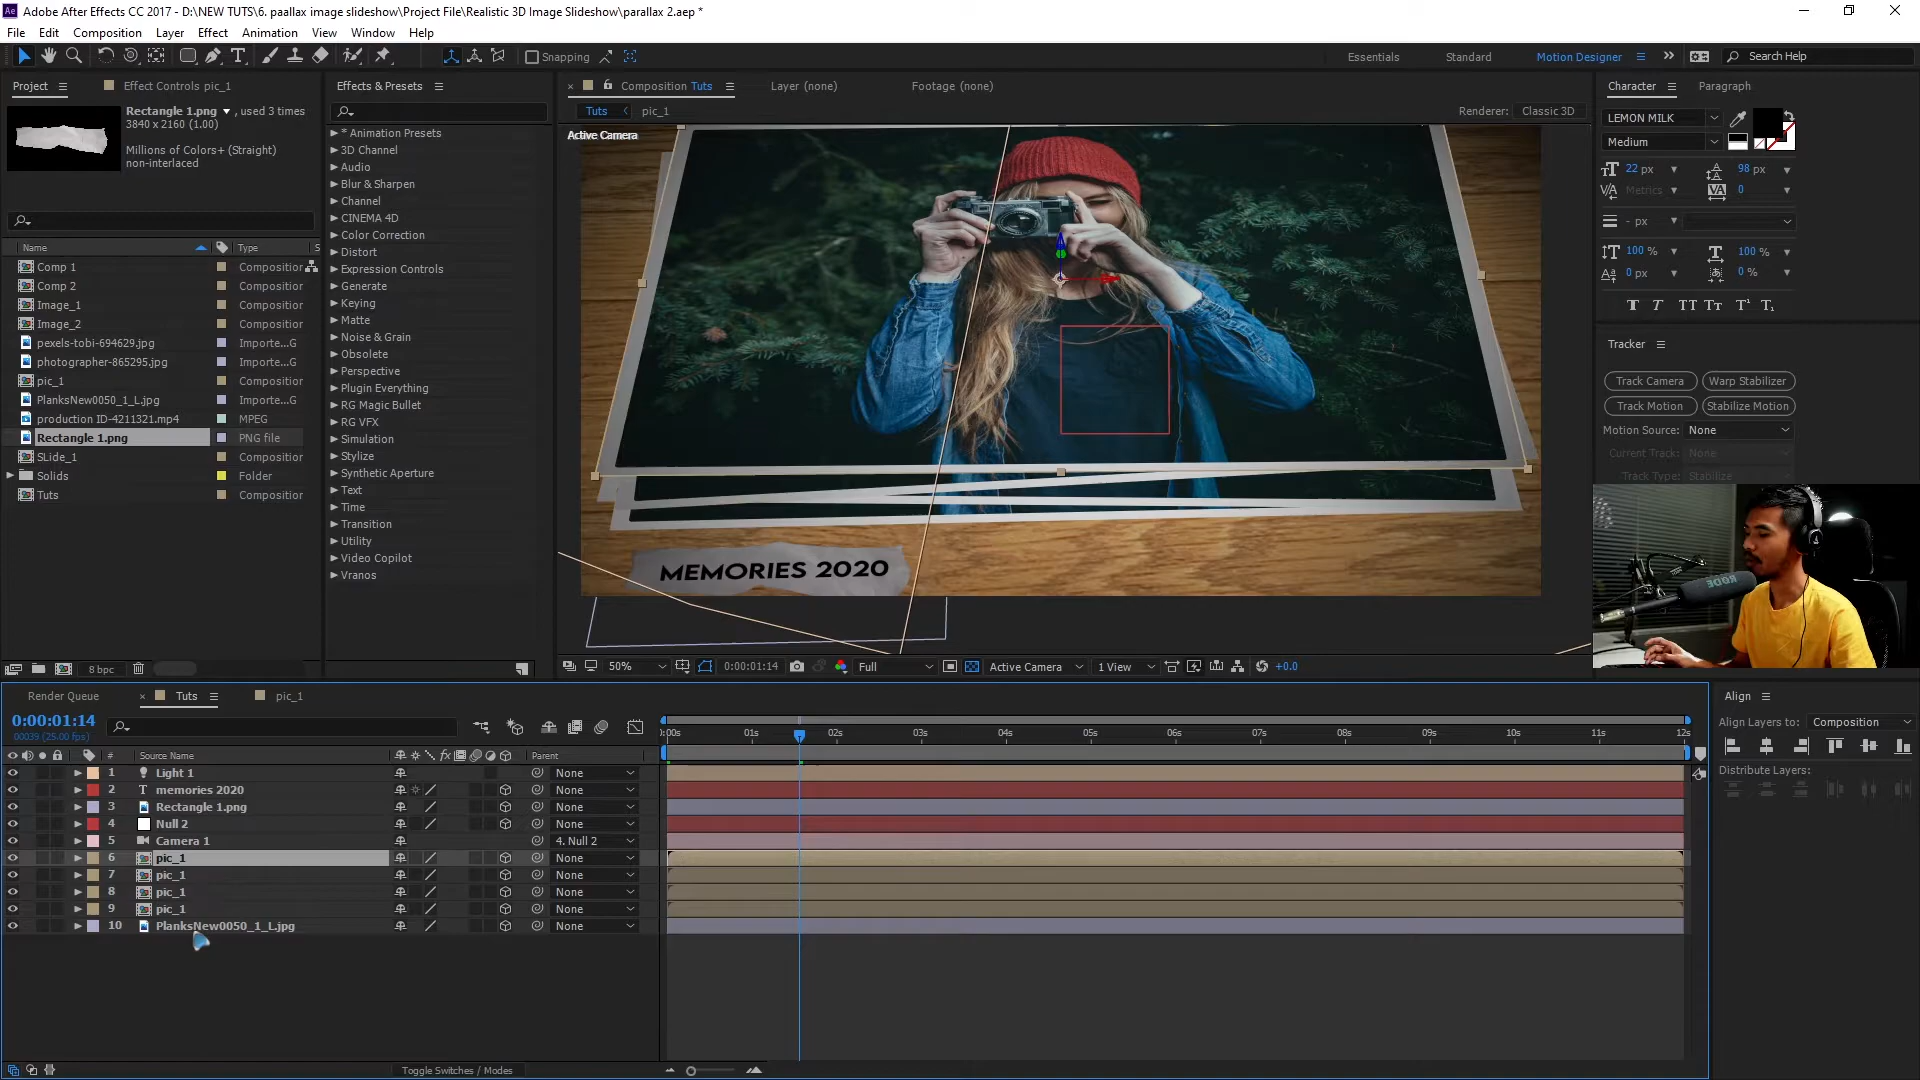 Adobe After Effects CC 2017 - D:\NEW TUTS\6. paallax image slideshow\Project File\Realistic 3D Image Slideshow\parallax 2.aep *
File Edit Composition Layer Effect Animation View Window Help
Snapping
Essentials Standard Motion Designer Search Help
Project Effect Controls pic_1
Rectangle 1.png , used 3 times
3840 x 2160 (1.00)
Millions of Colors+ (Straight)
non-interlaced
Name Type S
Comp 1 Composition
Comp 2 Composition
Image_1 Composition
Image_2 Composition
pexels-tobi-694629.jpg Importe...G
photographer-865295.jpg Importe...G
pic_1 Composition
PlanksNew0050_1_L.jpg Importe...G
production ID-4211321.mp4 MPEG
Rectangle 1.png PNG file
SLide_1 Composition
Solids Folder
Tuts Composition
8 bpc
Effects & Presets
* Animation Presets
3D Channel
Audio
Blur & Sharpen
Channel
CINEMA 4D
Color Correction
Distort
Expression Controls
Generate
Keying
Matte
Noise & Grain
Obsolete
Perspective
Plugin Everything
RG Magic Bullet
RG VFX
Simulation
Stylize
Synthetic Aperture
Text
Time
Transition
Utility
Video Copilot
Vranos
Composition Tuts Layer (none) Footage (none)
Tuts pic_1 Renderer: Classic 3D
Active Camera
MEMORIES 2020
50% 0:00:01:14 Full Active Camera 1 View +0.0
Character Paragraph
LEMON MILK
Medium
22 px 98 px
Metrics 0
- px
100 % 100 %
0 px 0 %
T T TT Tт T¹ T₁
Tracker
Track Camera Warp Stabilizer
Track Motion Stabilize Motion
Motion Source: None
Current Track: None
Track Type: Stabilize
RODE
Render Queue Tuts pic_1
0:00:01:14
00039 (25.00 fps)
:00s 01s 02s 03s 04s 05s 06s 07s 08s 09s 10s 11s 12s
# Source Name fx Parent
1 Light 1 None
2 T memories 2020 None
3 Rectangle 1.png None
4 Null 2 None
5 Camera 1 4. Null 2
6 pic_1 None
7 pic_1 None
8 pic_1 None
9 pic_1 None
10 PlanksNew0050_1_L.jpg None
Toggle Switches / Modes
Align
Align Layers to: Composition
Distribute Layers: